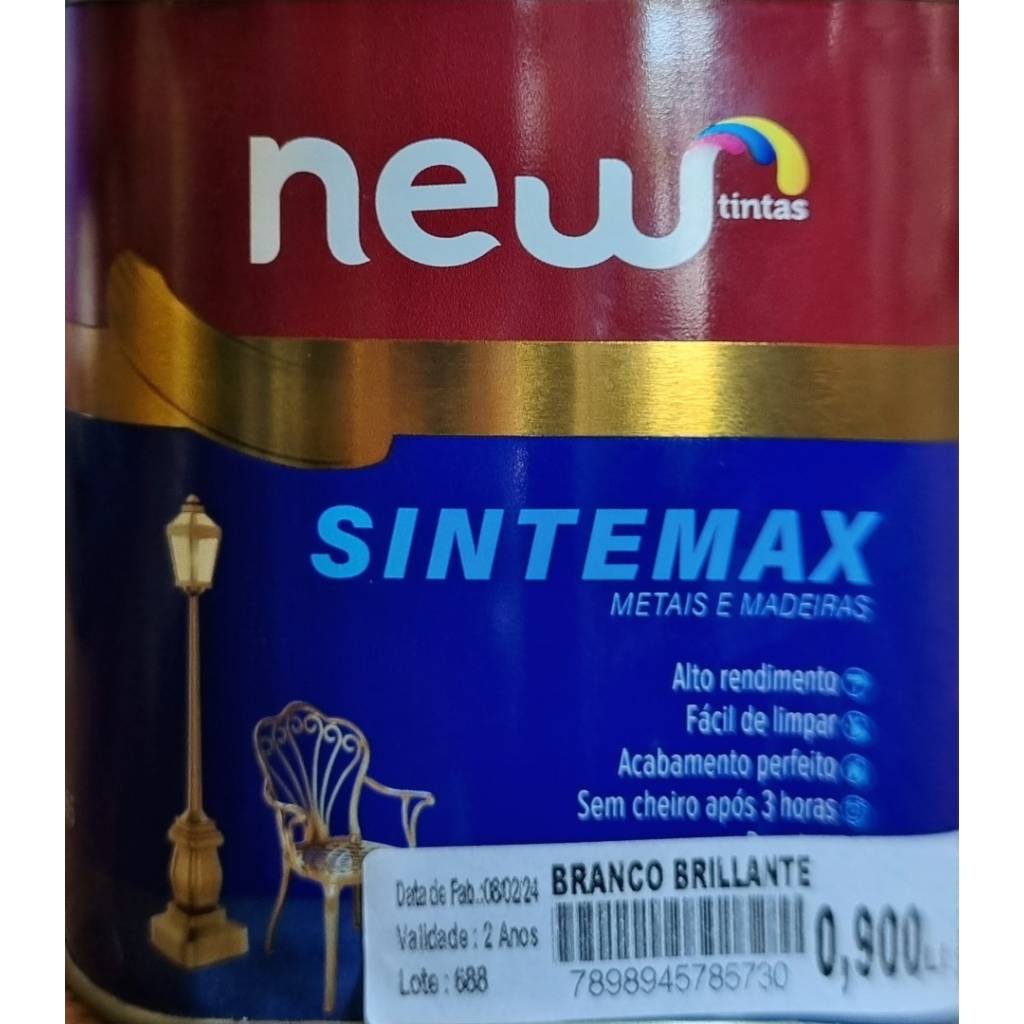 new
tintas
SINTEMAX
METAIS E MADEIRAS
Alto rendimento
Fácil de limpar
Acabamento perfeito
Sem cheiro após 3 horas
Data de Fab.:08/02/24
BRANCO BRILLANTE
Validade : 2 Anos
0,900
Lote : 688
7898945785730